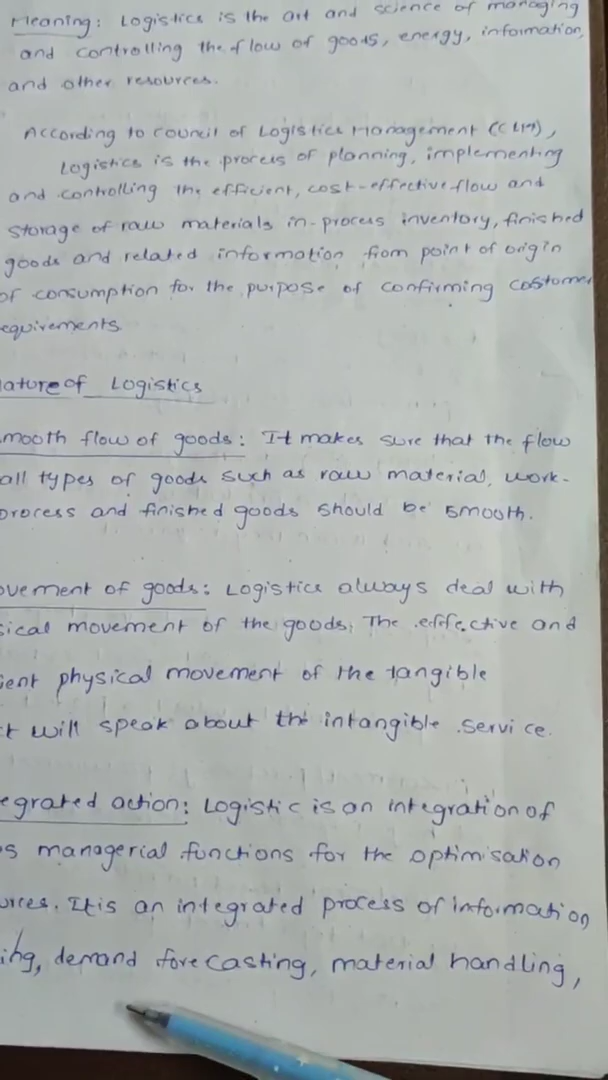 Meaning: Logistics is the art and science of managing
and controlling the flow of goods, energy, information,
and other resources.
According to council of Logistics Management (CLM),
Logistics is the process of planning, implementing
and controlling the efficient, cost-effective flow and
storage of raw materials in-process inventory, finished
goods and related information from point of origin
of consumption for the purpose of confirming costomer
equirements.
ature of Logistics
mooth flow of goods: It makes sure that the flow
all types of goods such as raw material, work-
process and finished goods should be smooth.
ovement of goods: Logistics always deal with
sical movement of the goods. The effective and
ient physical movement of the tangible
ct will speak about the intangible service.
egrated action: Logistic is an integration of
s managerial functions for the optimisation
urces. It is an integrated process of information
ing, demand forecasting, material handling,